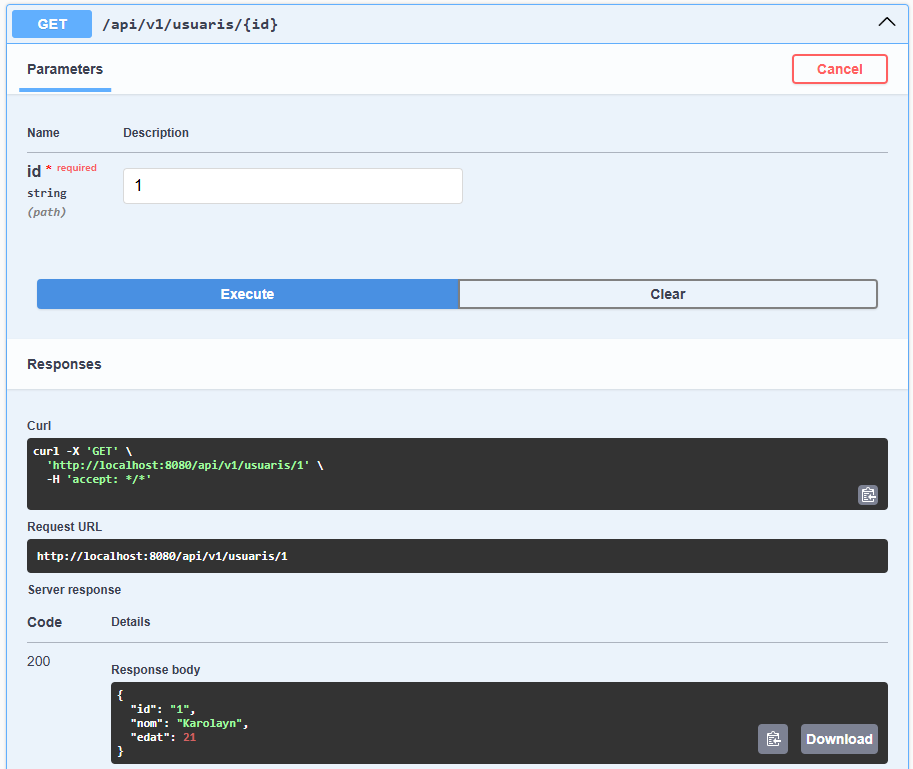 GET /api/v1/usuaris/{id}
Parameters Cancel
Name Description
id * required
string
(path)
1
Execute Clear
Responses
Curl
curl -X 'GET' \
  'http://localhost:8080/api/v1/usuaris/1' \
  -H 'accept: */*'
Request URL
http://localhost:8080/api/v1/usuaris/1
Server response
Code Details
200
Response body
{
  "id": "1",
  "nom": "Karolayn",
  "edat": 21
}
Download